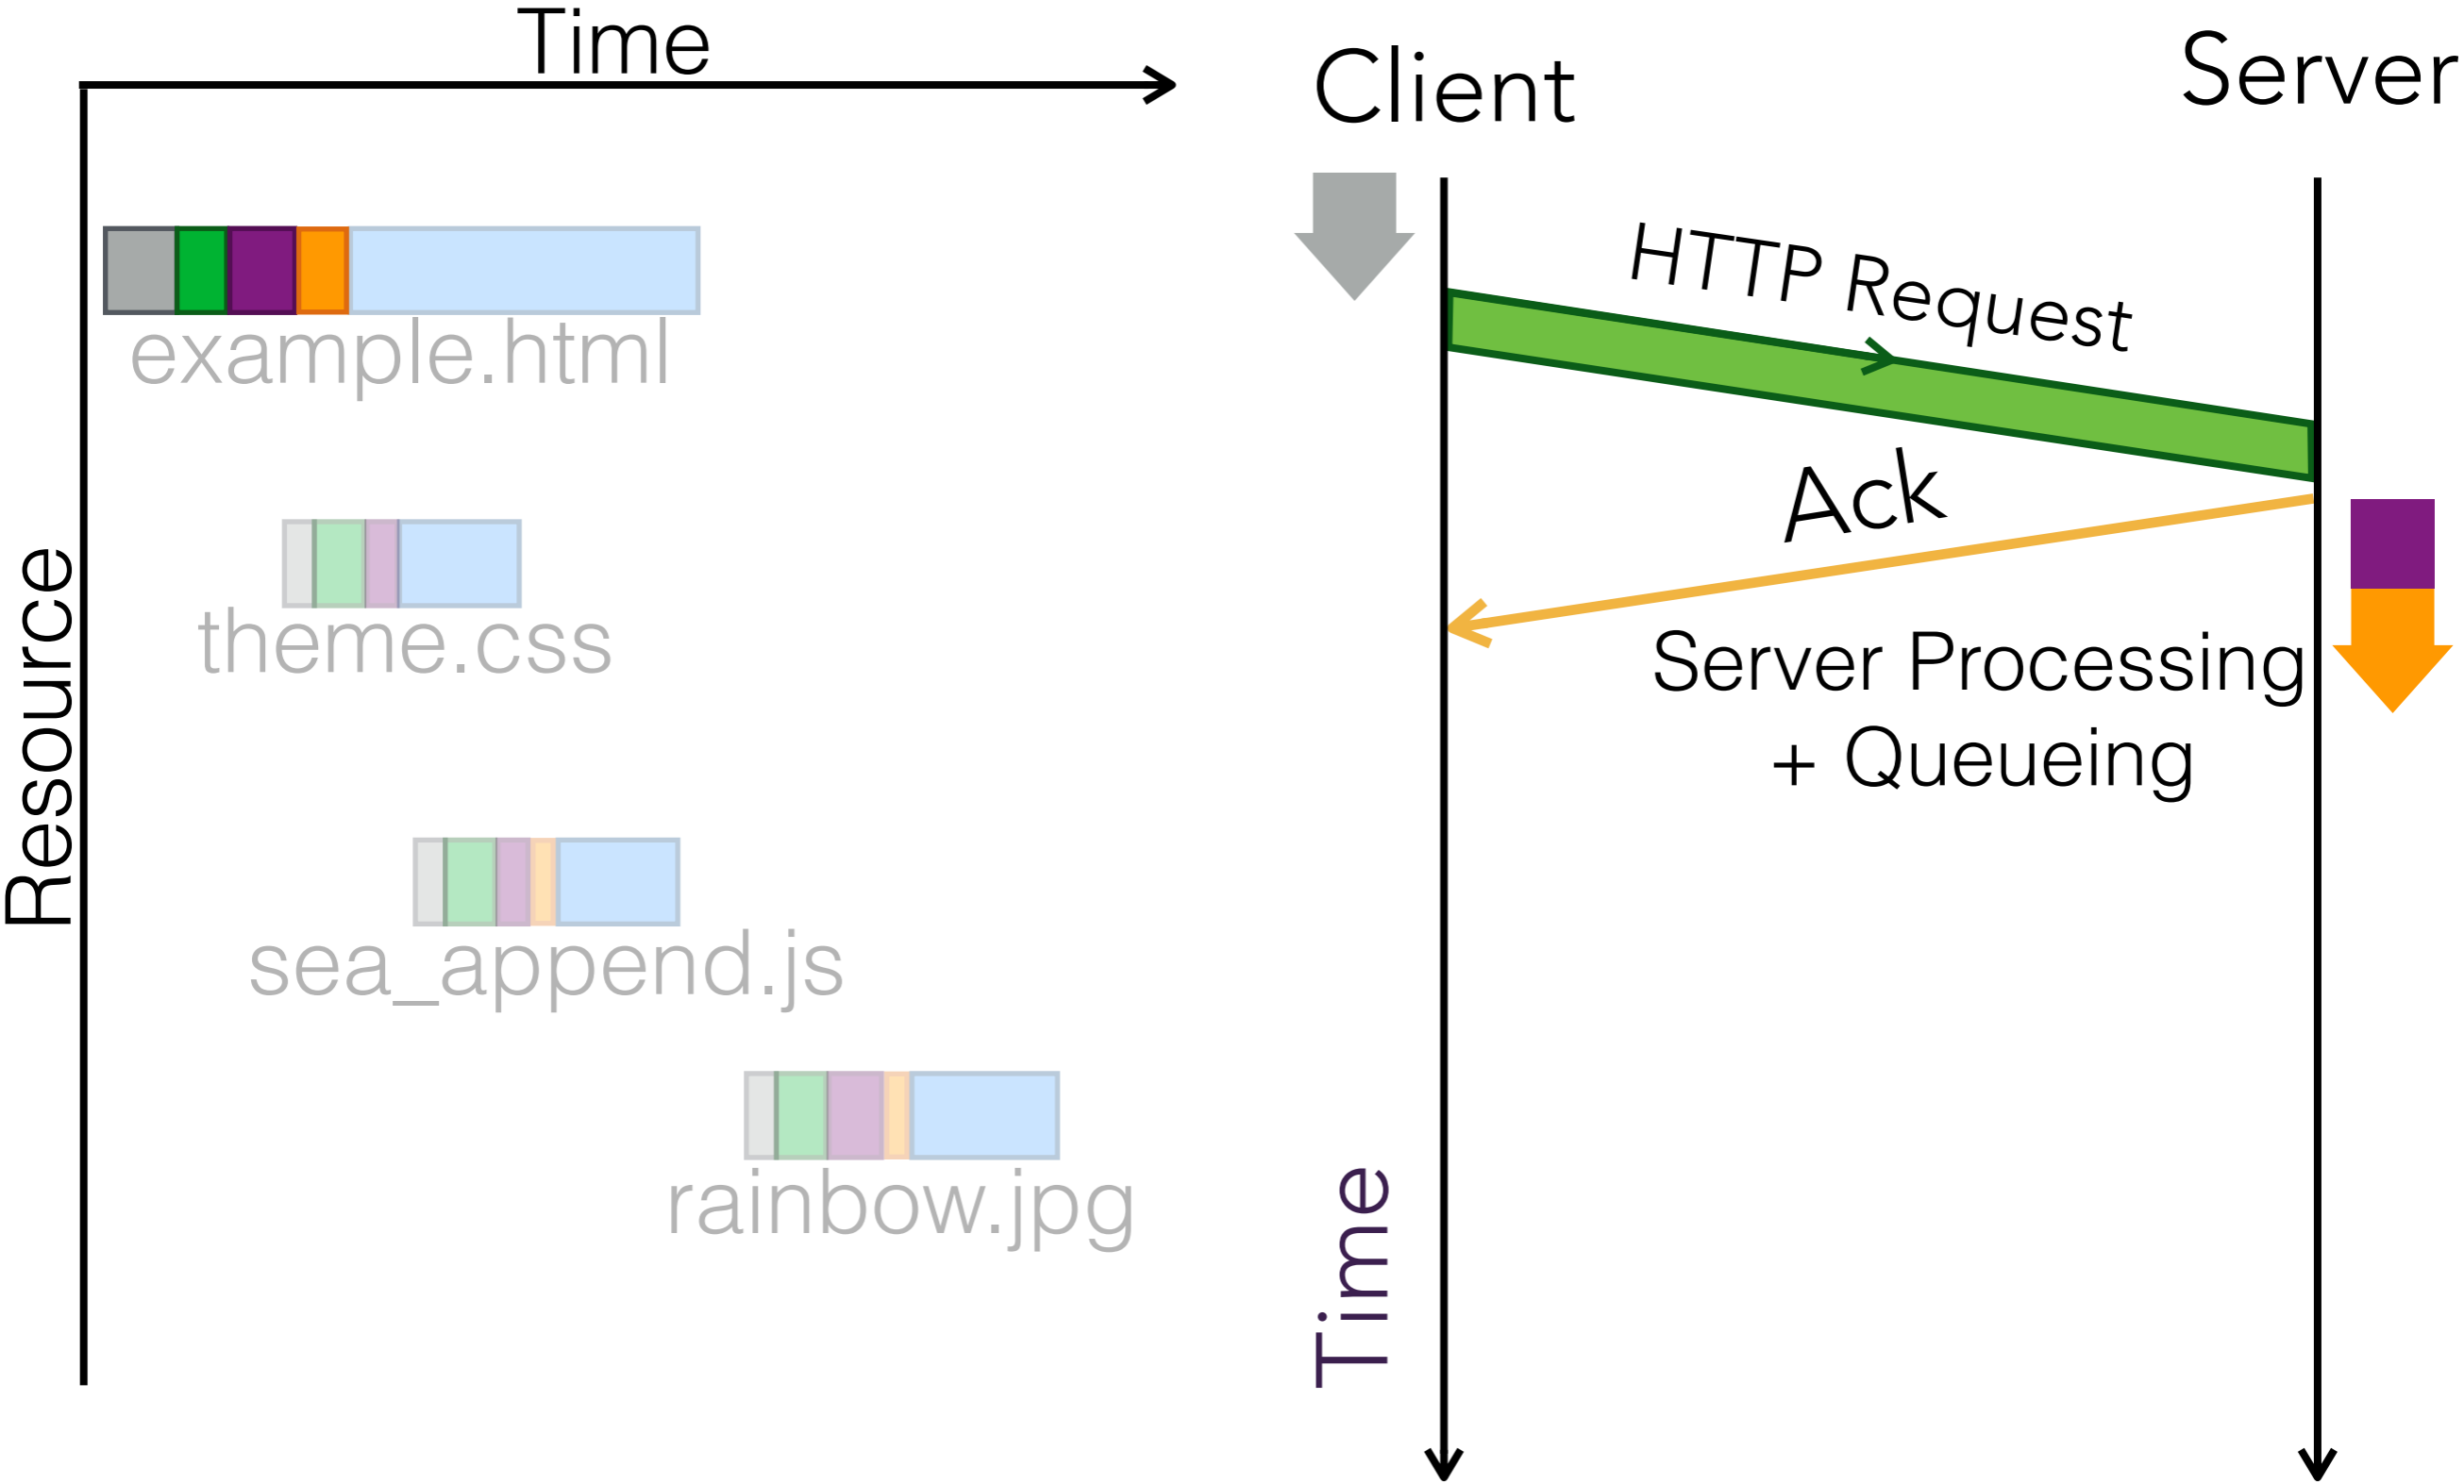 Time
Resource
example.html
theme.css
sea_append.js
rainbow.jpg
Client
Server
HTTP Request
Ack
Server Processing
+ Queueing
Time